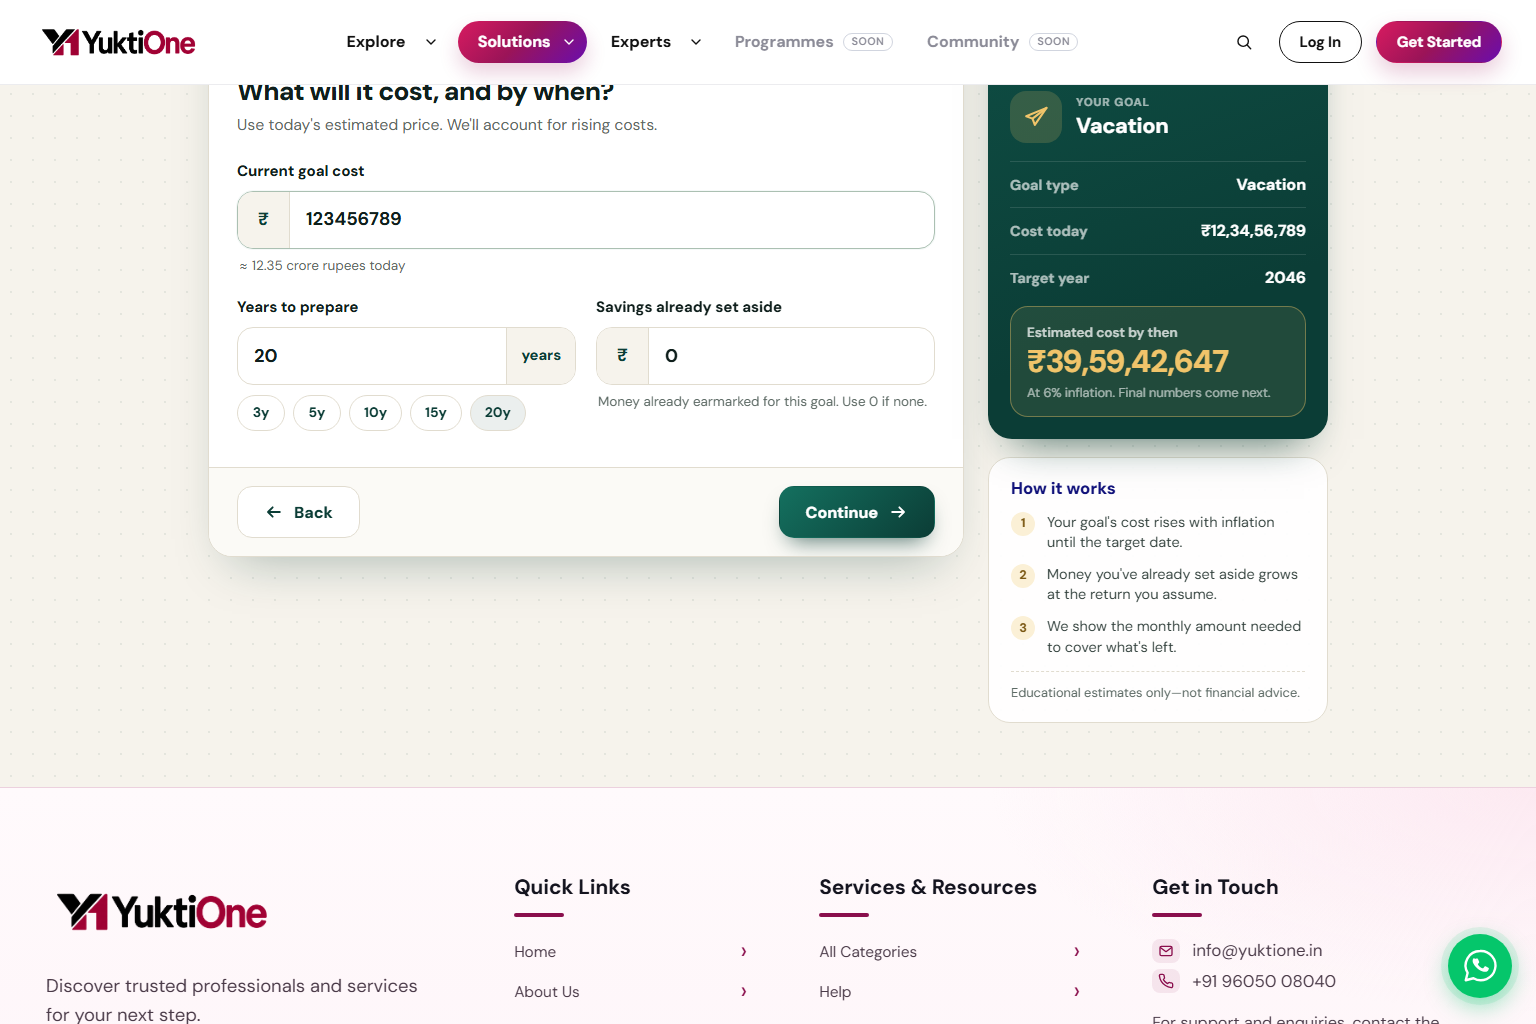 YuktiOne
Explore
Solutions
Experts
Programmes SOON
Community SOON
Log In
Get Started
What will it cost, and by when?
Use today's estimated price. We'll account for rising costs.
Current goal cost
₹ 123456789
≈ 12.35 crore rupees today
Years to prepare
20 years
3y 5y 10y 15y 20y
Savings already set aside
₹ 0
Money already earmarked for this goal. Use 0 if none.
← Back
Continue →
YOUR GOAL
Vacation
Goal type Vacation
Cost today ₹12,34,56,789
Target year 2046
Estimated cost by then
₹39,59,42,647
At 6% inflation. Final numbers come next.
How it works
1 Your goal's cost rises with inflation
until the target date.
2 Money you've already set aside grows
at the return you assume.
3 We show the monthly amount needed
to cover what's left.
Educational estimates only—not financial advice.
YuktiOne
Discover trusted professionals and services
for your next step.
Quick Links
Home ›
About Us ›
Services & Resources
All Categories ›
Help ›
Get in Touch
info@yuktione.in
+91 96050 08040
For support and enquiries, contact the